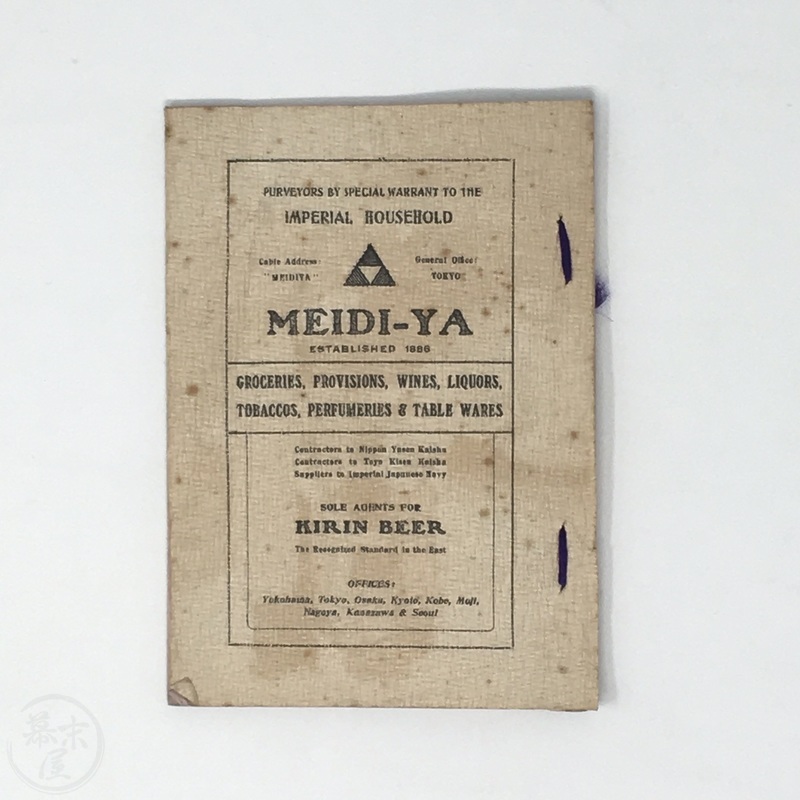 PURVEYORS BY SPECIAL WARRANT TO THE
IMPERIAL HOUSEHOLD
Cable Address:
"MEIDIYA"
General Office:
TOKYO
MEIDI-YA
ESTABLISHED 1886
GROCERIES, PROVISIONS, WINES, LIQUORS,
TOBACCOS, PERFUMERIES & TABLE WARES
Contractors to Nippon Yusen Kaisha
Contractors to Toyo Kisen Kaisha
Suppliers to Imperial Japanese Navy
SOLE AGENTS FOR
KIRIN BEER
The Recognized Standard in the East
OFFICES:
Yokohama, Tokyo, Osaka, Kyoto, Kobe, Moji,
Nagoya, Kanazawa & Seoul
幕末屋